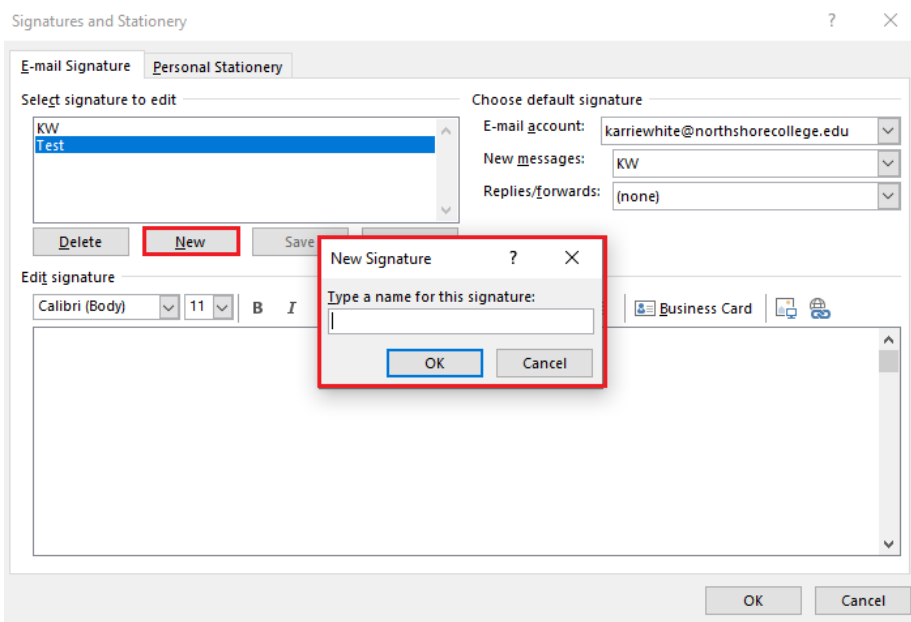 Signatures and Stationery ? ×
E-mail Signature Personal Stationery
Select signature to edit
KW
Test
Choose default signature
E-mail account: karriewhite@northshorecollege.edu
New messages: KW
Replies/forwards: (none)
Delete New Save
New Signature ? ×
Type a name for this signature:
OK Cancel
Edit signature
Calibri (Body) 11 B I
Business Card
OK Cancel